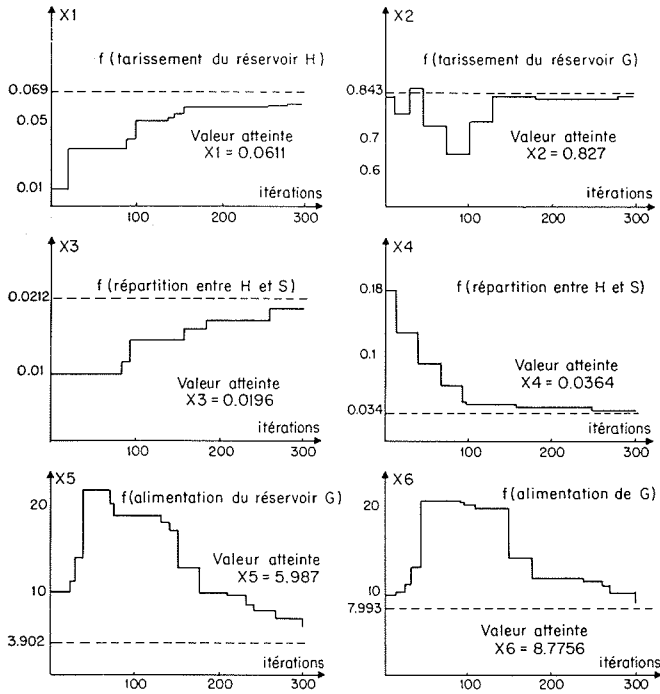 X1
f (tarissement du réservoir H)
0.069
0.05
Valeur atteinte
X1 = 0.0611
0.01
itérations
100
200
300
X2
f (tarissement du réservoir G)
0.843
0.7
0.6
Valeur atteinte
X2 = 0.827
itérations
100
200
300
X3
f (répartition entre H et S)
0.0212
0.01
Valeur atteinte
X3 = 0.0196
itérations
100
200
300
X4
0.18
f (répartition entre H et S)
0.1
Valeur atteinte
X4 = 0.0364
0.034
itérations
100
200
300
X5
20
f(alimentation du réservoir G)
Valeur atteinte
X5 = 5.987
10
3.902
itérations
100
200
300
X6
20
f(alimentation de G)
10
7.993
Valeur atteinte
X6 = 8.7756
itérations
100
200
300